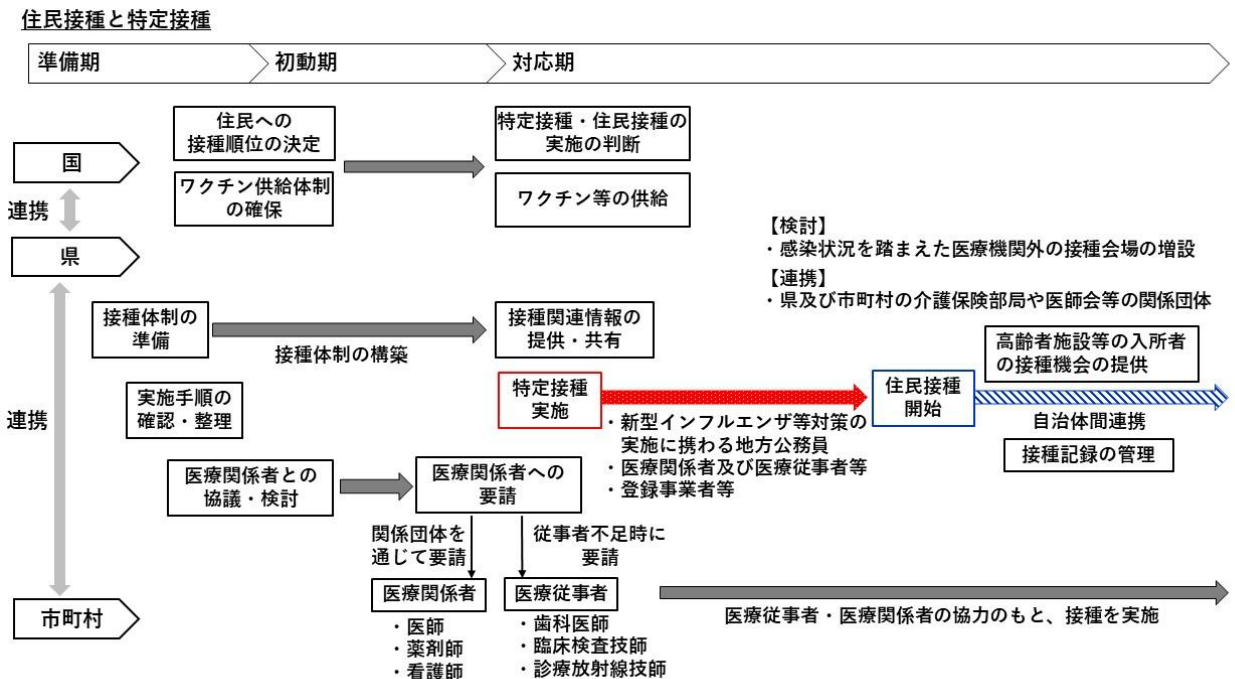 住民接種と特定接種
準備期
初動期
対応期
国
連携
県
連携
市町村
住民への
接種順位の決定
ワクチン供給体制
の確保
特定接種・住民接種の
実施の判断
ワクチン等の供給
【検討】
・感染状況を踏まえた医療機関外の接種会場の増設
【連携】
・県及び市町村の介護保険部局や医師会等の関係団体
接種体制の
準備
接種体制の構築
接種関連情報の
提供・共有
高齢者施設等の入所者
の接種機会の提供
実施手順の
確認・整理
特定接種
実施
・新型インフルエンザ等対策の
実施に携わる地方公務員
・医療関係者及び医療従事者等
・登録事業者等
住民接種
開始
自治体間連携
接種記録の管理
医療関係者との
協議・検討
医療関係者への
要請
関係団体を
通じて要請
従事者不足時に
要請
医療関係者
・医師
・薬剤師
・看護師
医療従事者
・歯科医師
・臨床検査技師
・診療放射線技師
医療従事者・医療関係者の協力のもと、接種を実施